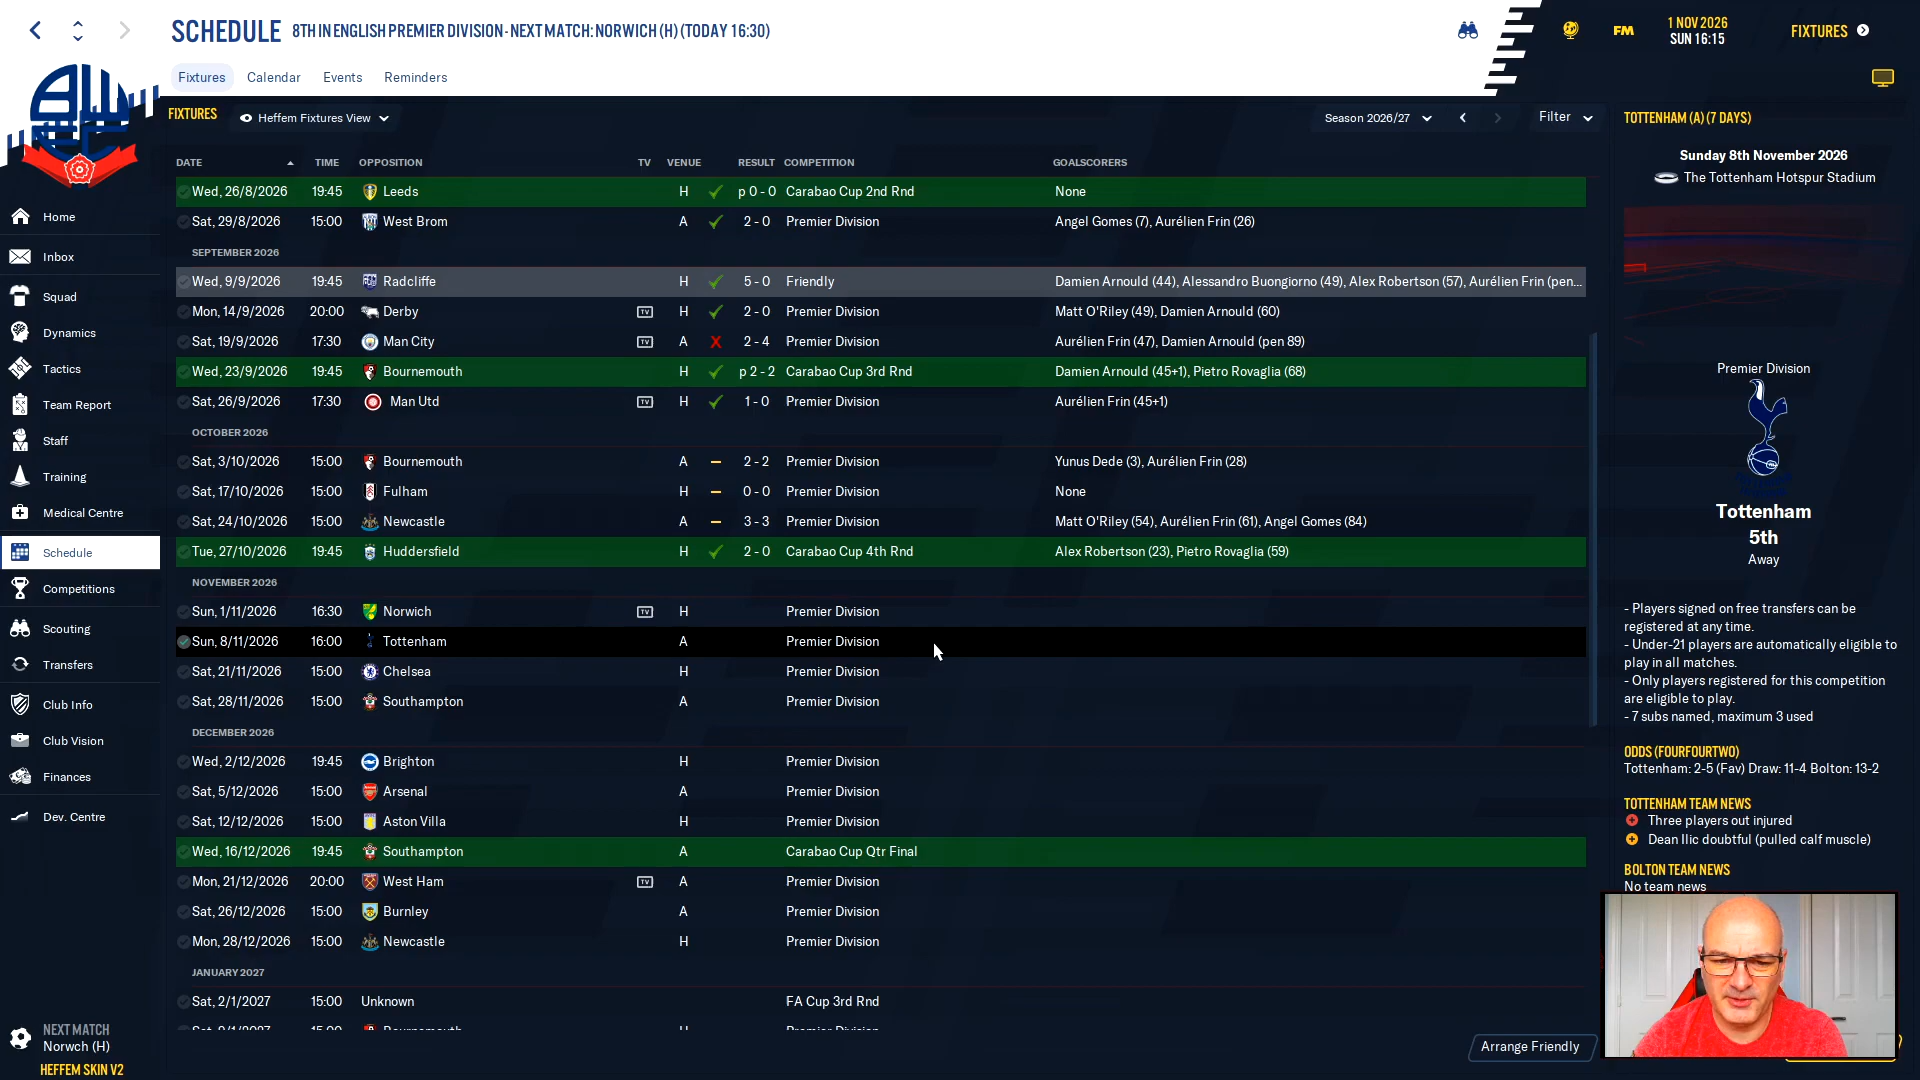 SCHEDULE 8TH IN ENGLISH PREMIER DIVISION - NEXT MATCH: NORWICH (H) (TODAY 16:30)
FM
1 NOV 2026
SUN 16:15
FIXTURES
Fixtures Calendar Events Reminders
FIXTURES
Heffem Fixtures View
Season 2026/27
Filter
DATE TIME OPPOSITION TV VENUE RESULT COMPETITION GOALSCORERS
Wed, 26/8/2026 19:45 Leeds H p 0 - 0 Carabao Cup 2nd Rnd None
Sat, 29/8/2026 15:00 West Brom A 2 - 0 Premier Division Angel Gomes (7), Aurélien Frin (26)
SEPTEMBER 2026
Wed, 9/9/2026 19:45 Radcliffe H 5 - 0 Friendly Damien Arnould (44), Alessandro Buongiorno (49), Alex Robertson (57), Aurélien Frin (pen...
Mon, 14/9/2026 20:00 Derby TV H 2 - 0 Premier Division Matt O'Riley (49), Damien Arnould (60)
Sat, 19/9/2026 17:30 Man City TV A X 2 - 4 Premier Division Aurélien Frin (47), Damien Arnould (pen 89)
Wed, 23/9/2026 19:45 Bournemouth H p 2 - 2 Carabao Cup 3rd Rnd Damien Arnould (45+1), Pietro Rovaglia (68)
Sat, 26/9/2026 17:30 Man Utd TV H 1 - 0 Premier Division Aurélien Frin (45+1)
OCTOBER 2026
Sat, 3/10/2026 15:00 Bournemouth A – 2 - 2 Premier Division Yunus Dede (3), Aurélien Frin (28)
Sat, 17/10/2026 15:00 Fulham H – 0 - 0 Premier Division None
Sat, 24/10/2026 15:00 Newcastle A – 3 - 3 Premier Division Matt O'Riley (54), Aurélien Frin (61), Angel Gomes (84)
Tue, 27/10/2026 19:45 Huddersfield H 2 - 0 Carabao Cup 4th Rnd Alex Robertson (23), Pietro Rovaglia (59)
NOVEMBER 2026
Sun, 1/11/2026 16:30 Norwich TV H Premier Division
Sun, 8/11/2026 16:00 Tottenham A Premier Division
Sat, 21/11/2026 15:00 Chelsea H Premier Division
Sat, 28/11/2026 15:00 Southampton A Premier Division
DECEMBER 2026
Wed, 2/12/2026 19:45 Brighton H Premier Division
Sat, 5/12/2026 15:00 Arsenal A Premier Division
Sat, 12/12/2026 15:00 Aston Villa H Premier Division
Wed, 16/12/2026 19:45 Southampton A Carabao Cup Qtr Final
Mon, 21/12/2026 20:00 West Ham TV A Premier Division
Sat, 26/12/2026 15:00 Burnley A Premier Division
Mon, 28/12/2026 15:00 Newcastle H Premier Division
JANUARY 2027
Sat, 2/1/2027 15:00 Unknown FA Cup 3rd Rnd
Arrange Friendly
Home
Inbox
Squad
Dynamics
Tactics
Team Report
Staff
Training
Medical Centre
Schedule
Competitions
Scouting
Transfers
Club Info
Club Vision
Finances
Dev. Centre
NEXT MATCH
Norwch (H)
HEFFEM SKIN V2
TOTTENHAM (A) (7 DAYS)
Sunday 8th November 2026
The Tottenham Hotspur Stadium
Premier Division
Tottenham
5th
Away
- Players signed on free transfers can be
registered at any time.
- Under-21 players are automatically eligible to
play in all matches.
- Only players registered for this competition
are eligible to play.
- 7 subs named, maximum 3 used
ODDS (FOURFOURTWO)
Tottenham: 2-5 (Fav) Draw: 11-4 Bolton: 13-2
TOTTENHAM TEAM NEWS
Three players out injured
Dean Ilic doubtful (pulled calf muscle)
BOLTON TEAM NEWS
No team news